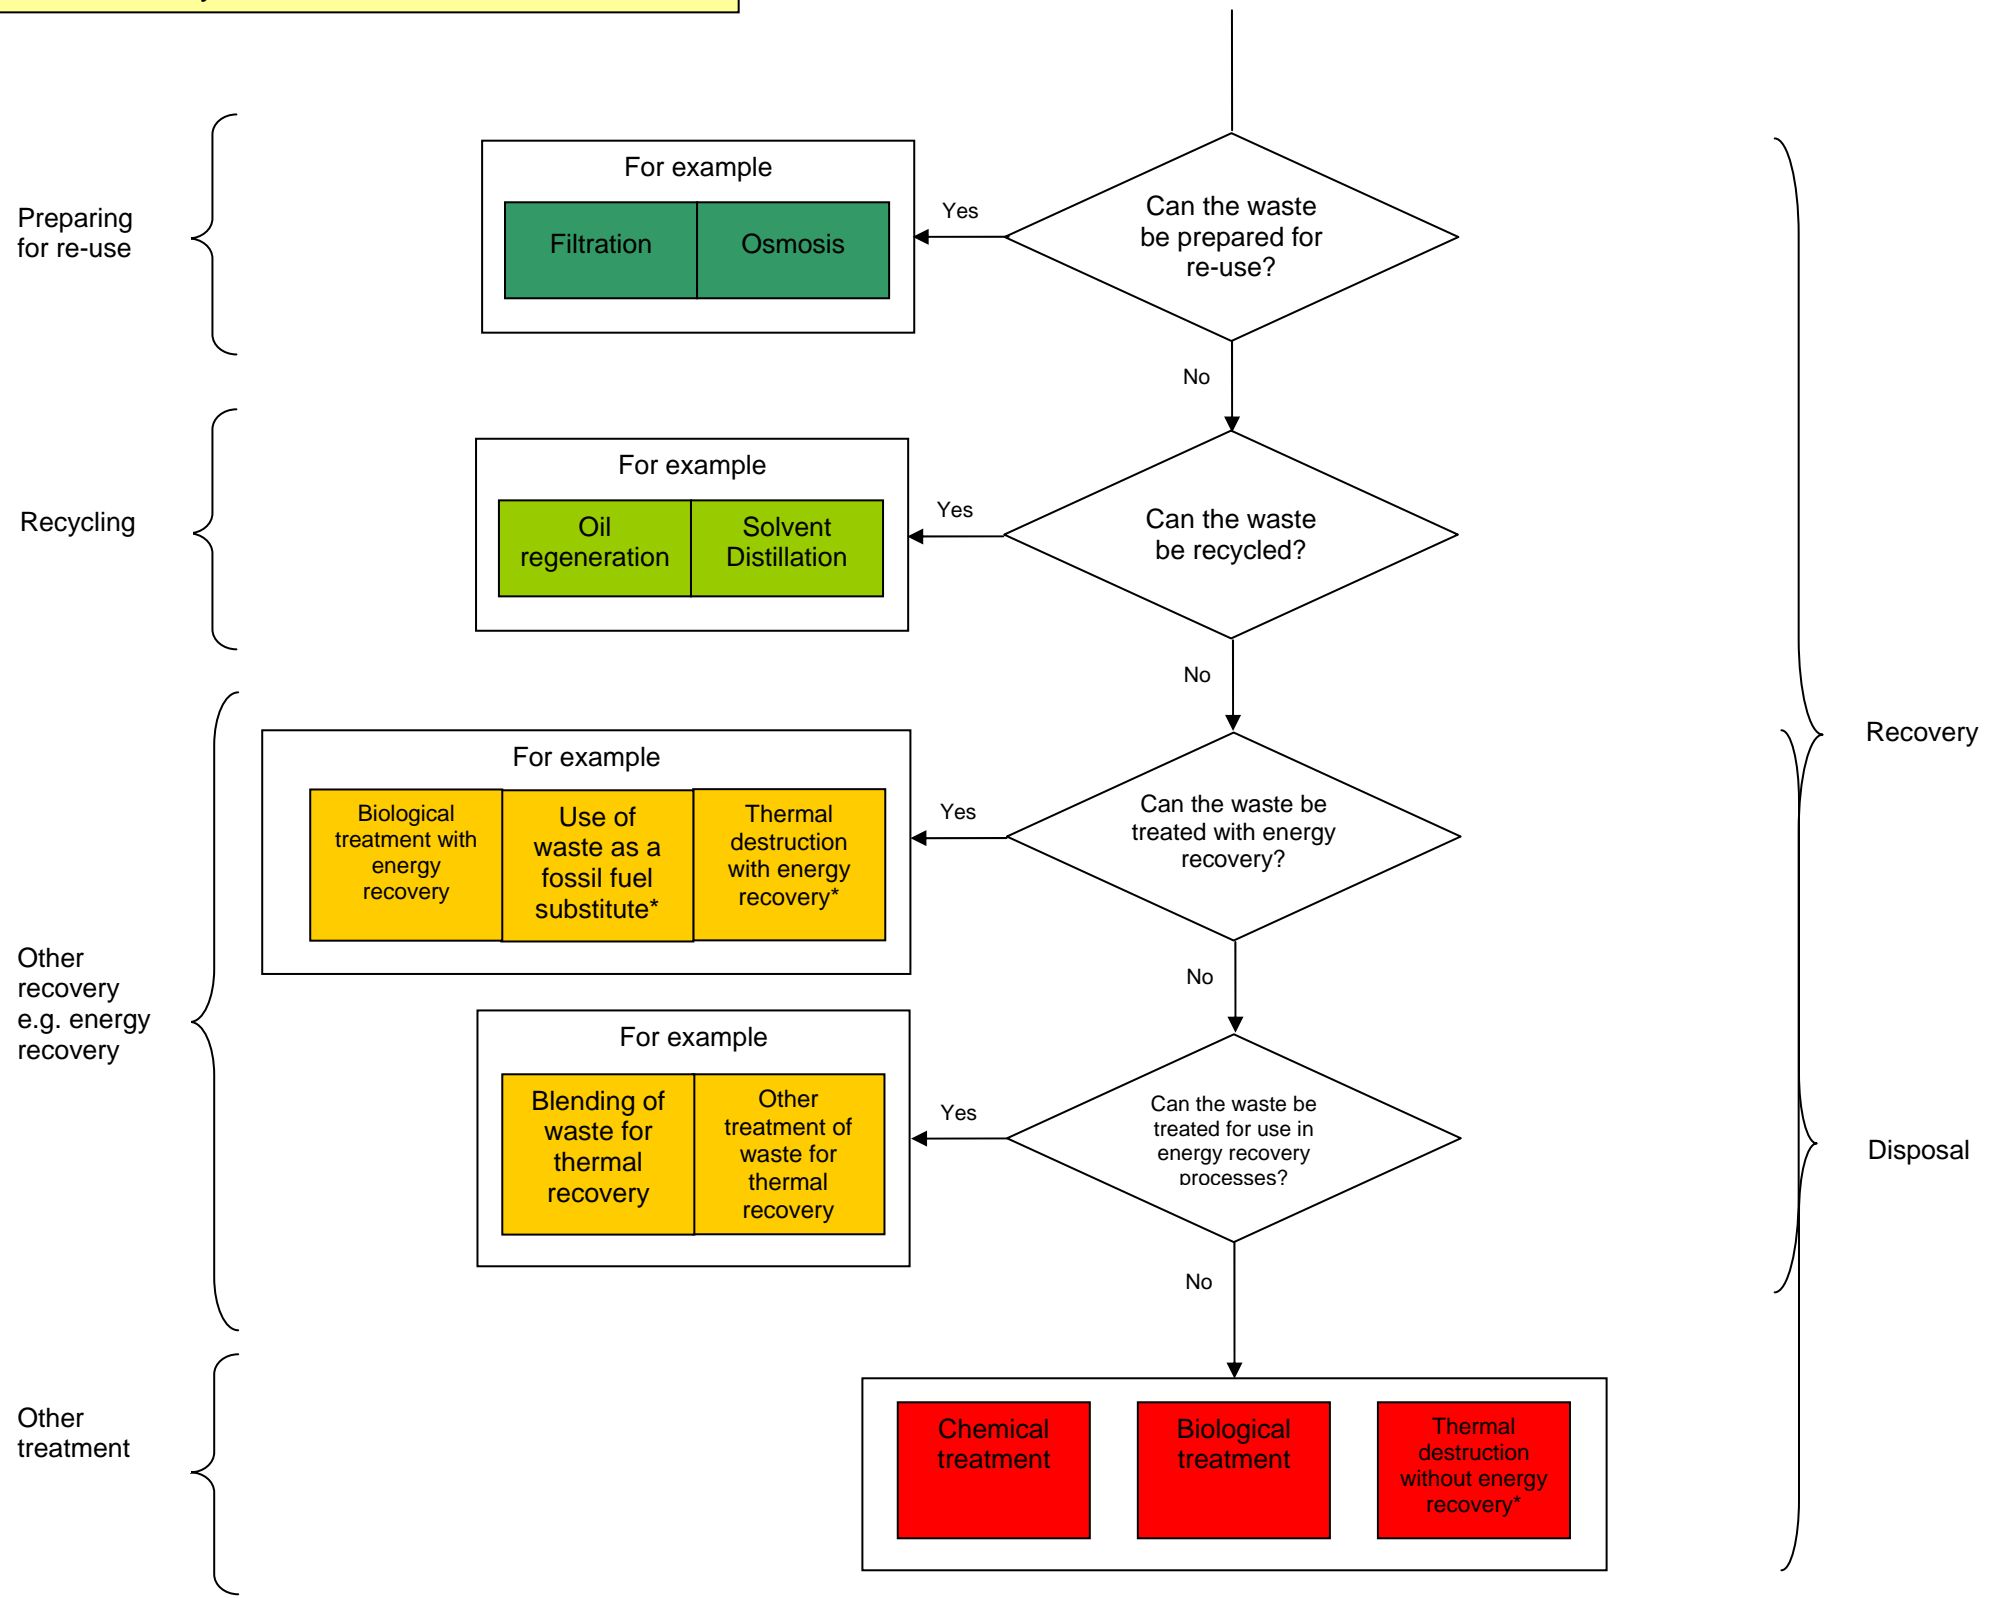 For example
Filtration
Osmosis
Preparing
for re-use
Yes
Can the waste
be prepared for
re-use?
No
For example
Oil
regeneration
Solvent
Distillation
Recycling
Yes
Can the waste
be recycled?
No
For example
Biological
treatment with
energy
recovery
Use of
waste as a
fossil fuel
substitute*
Thermal
destruction
with energy
recovery*
Yes
Can the waste be
treated with energy
recovery?
Recovery
No
Other
recovery
e.g. energy
recovery
For example
Blending of
waste for
thermal
recovery
Other
treatment of
waste for
thermal
recovery
Yes
Can the waste be
treated for use in
energy recovery
processes?
Disposal
No
Other
treatment
Chemical
treatment
Biological
treatment
Thermal
destruction
without energy
recovery*